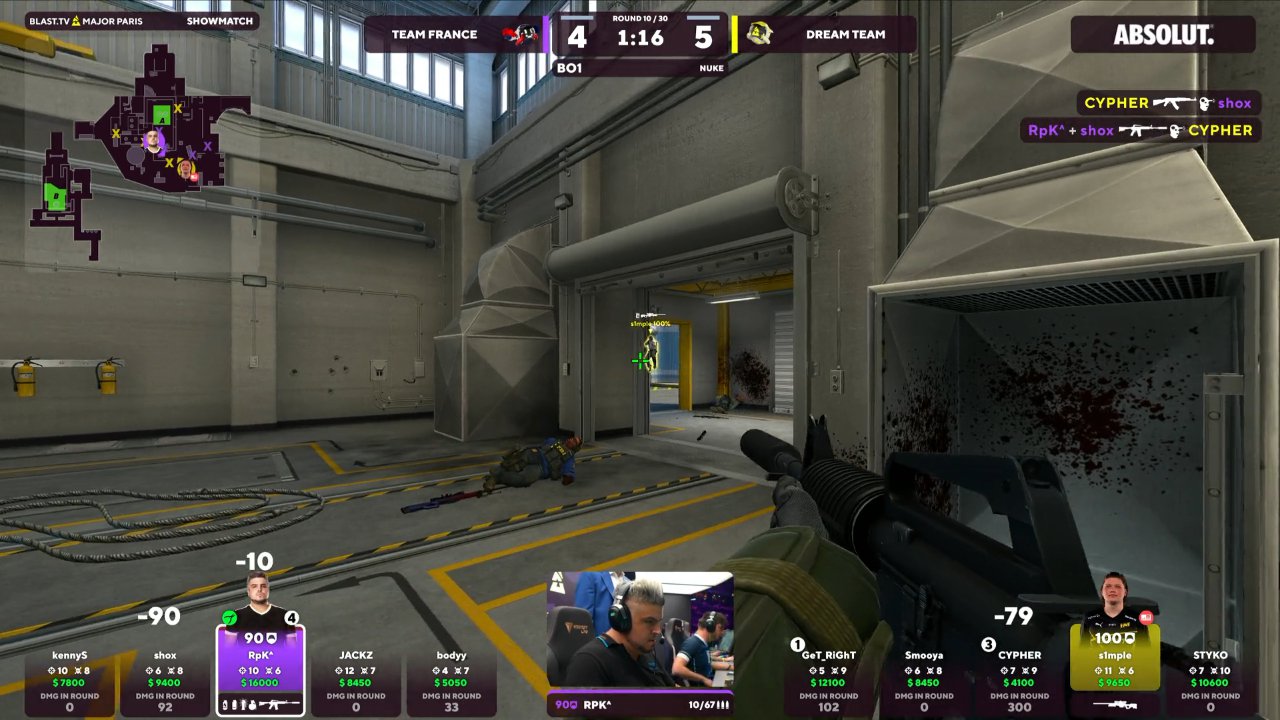 BLAST.TV MAJOR PARIS SHOWMATCH
TEAM FRANCE
4
ROUND 10 / 30
1:16
5
DREAM TEAM
BO1
NUKE
ABSOLUT.
CYPHER shox
RpK^ + shox CYPHER
A
s1mple 100%
-10
-90
-79
kennyS
10 8
$7800
DMG IN ROUND
0
shox
6 8
$9400
DMG IN ROUND
92
4
90
RpK^
10 6
$16000
JACKZ
12 7
$8450
DMG IN ROUND
0
bodyy
4 7
$5050
DMG IN ROUND
33
90 RPK^ 10/67
1
GeT_RiGhT
5 9
$12100
DMG IN ROUND
102
Smooya
6 8
$8450
DMG IN ROUND
0
3
CYPHER
7 9
$4100
DMG IN ROUND
300
100
s1mple
11 6
$9650
STYKO
7 10
$10600
DMG IN ROUND
0